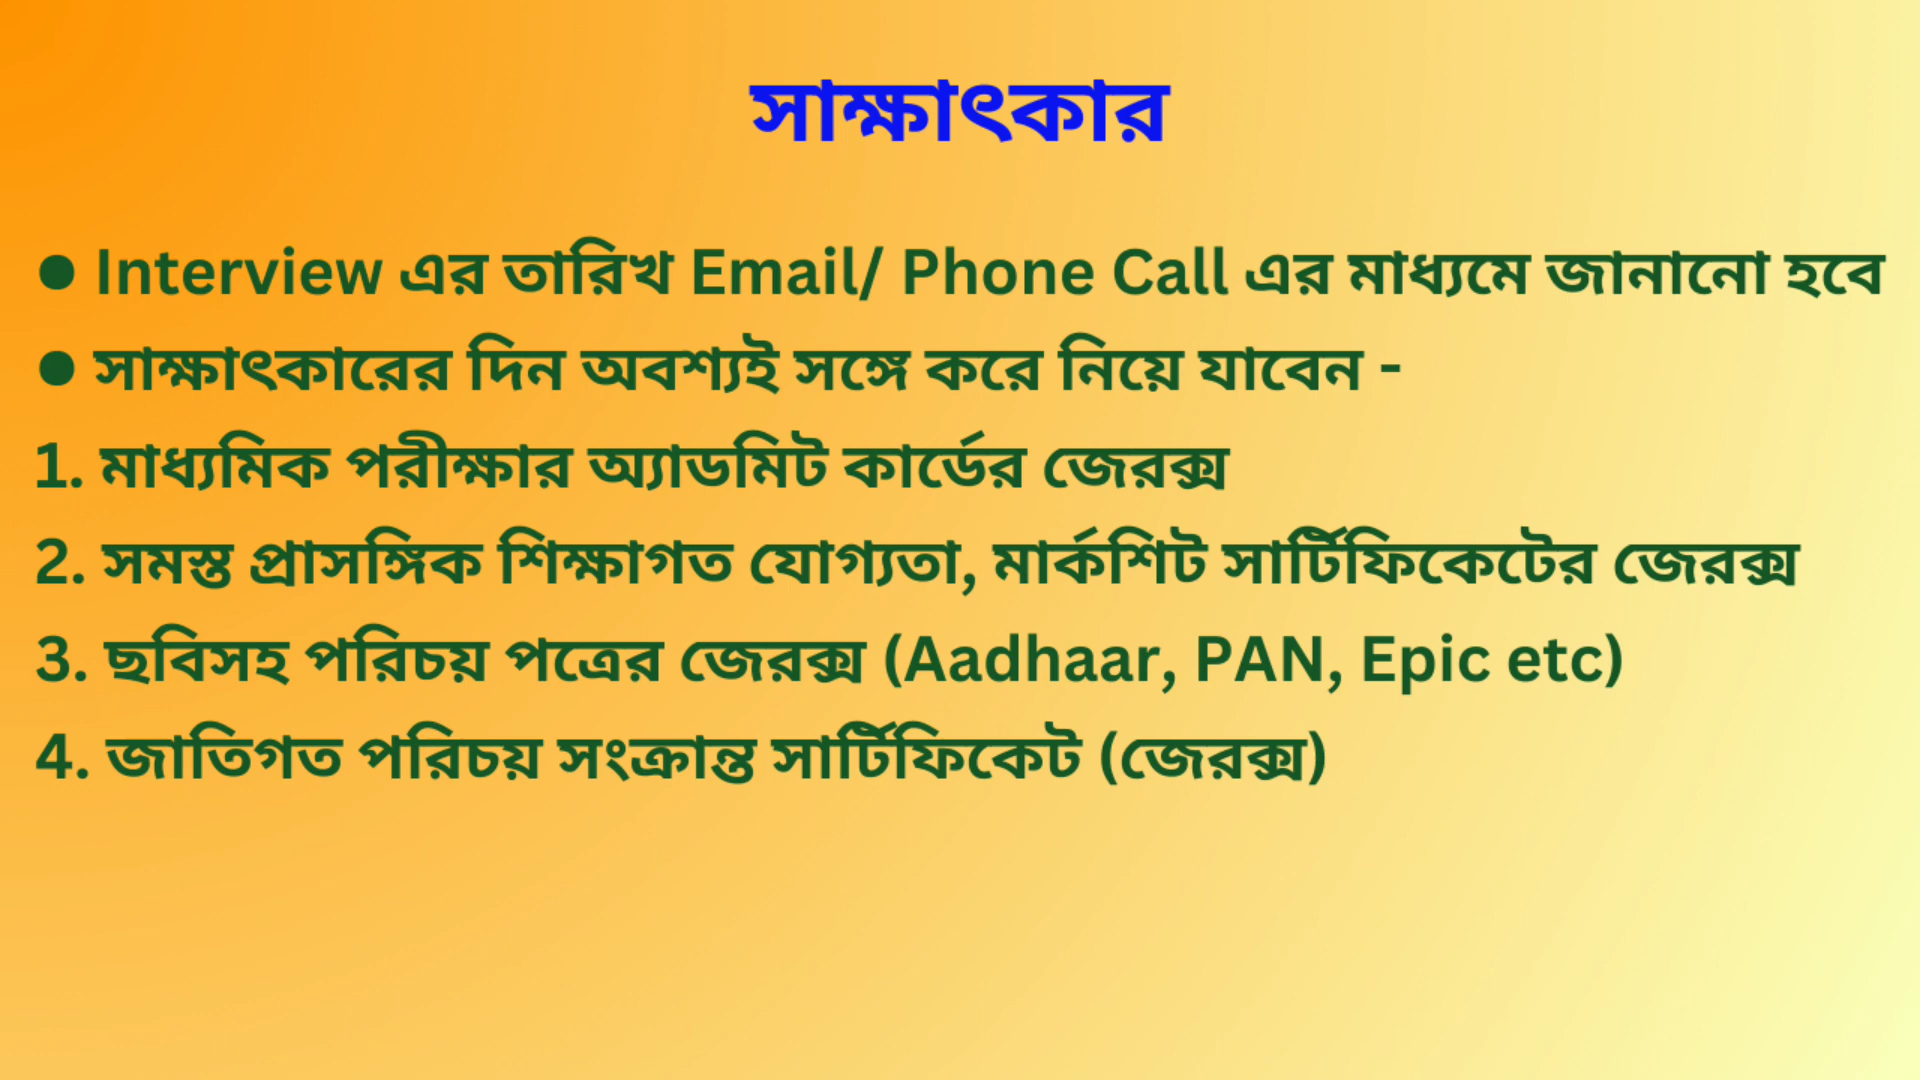 সাক্ষাৎকার
● Interview এর তারিখ Email/ Phone Call এর মাধ্যমে জানানো হবে
● সাক্ষাৎকারের দিন অবশ্যই সঙ্গে করে নিয়ে যাবেন -
1. মাধ্যমিক পরীক্ষার অ্যাডমিট কার্ডের জেরক্স
2. সমস্ত প্রাসঙ্গিক শিক্ষাগত যোগ্যতা, মার্কশিট সার্টিফিকেটের জেরক্স
3. ছবিসহ পরিচয় পত্রের জেরক্স (Aadhaar, PAN, Epic etc)
4. জাতিগত পরিচয় সংক্রান্ত সার্টিফিকেট (জেরক্স)